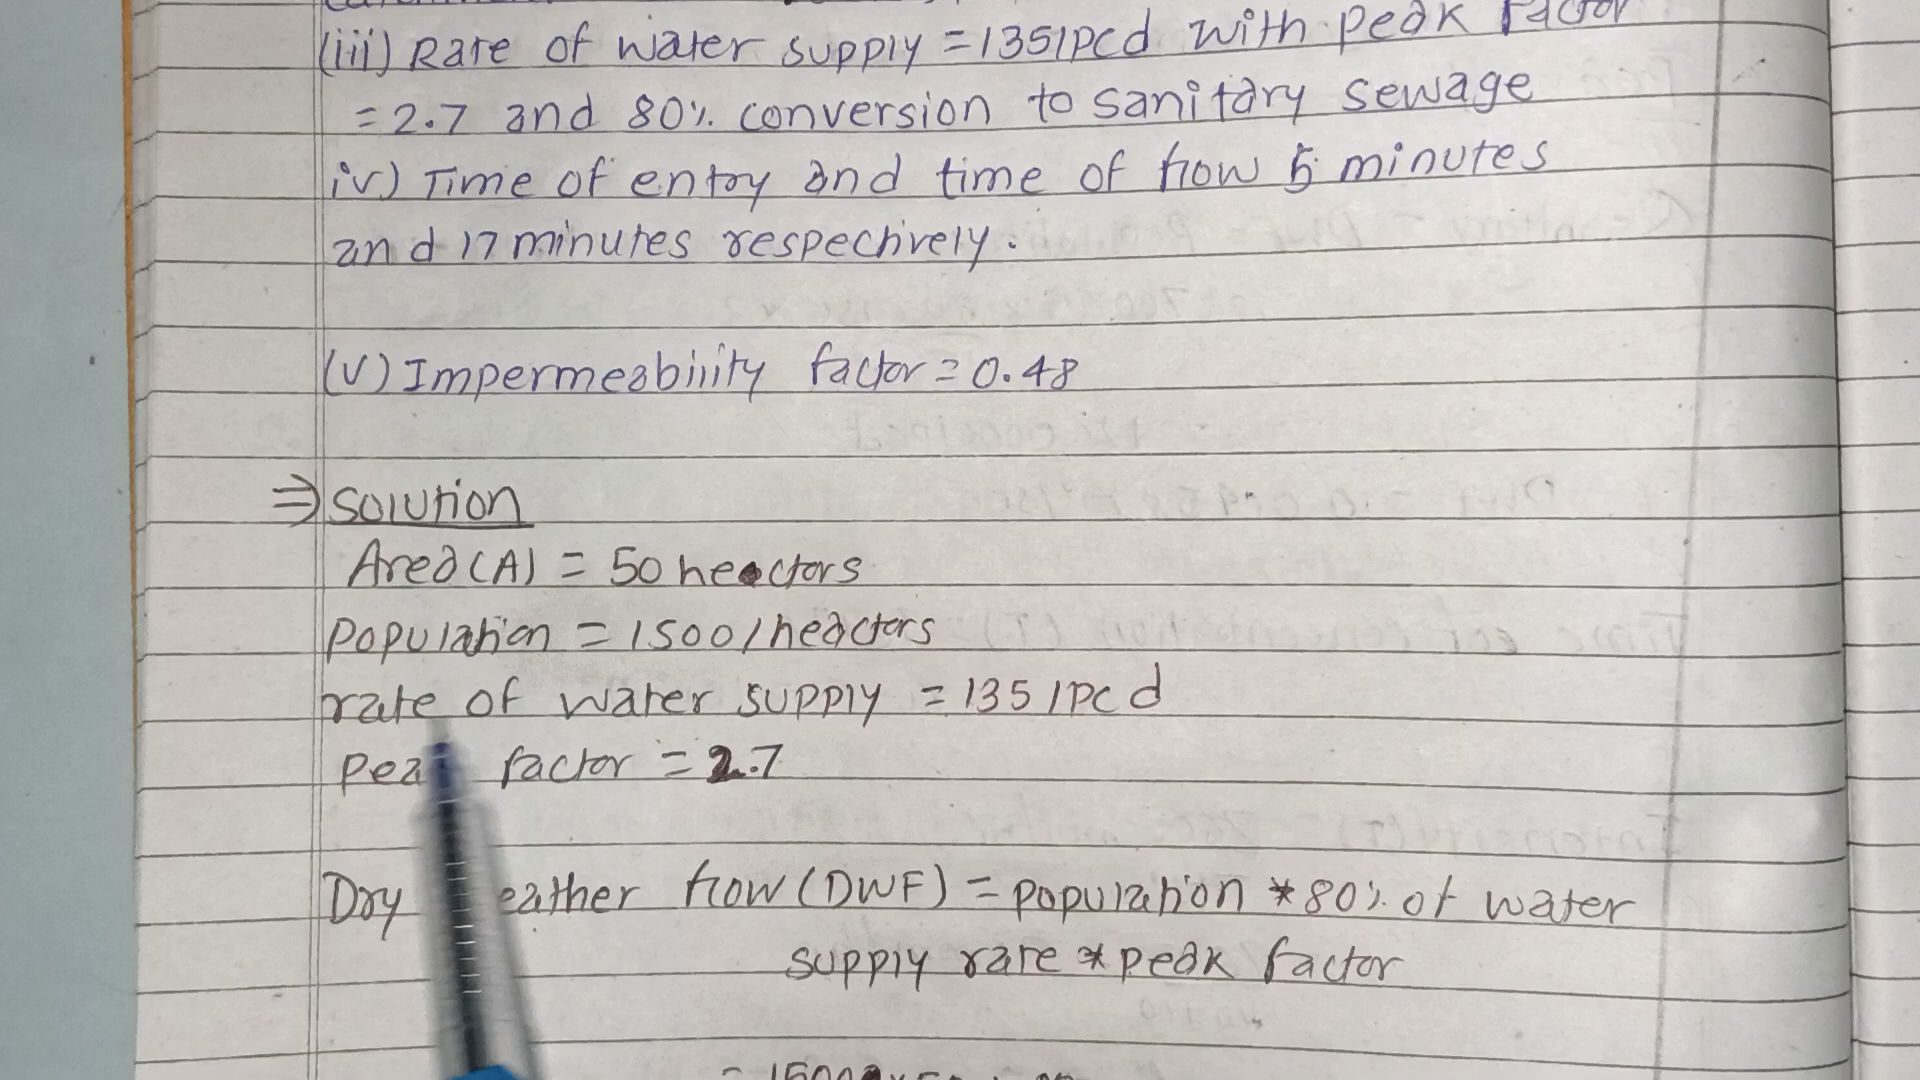 (iii) Rate of water supply = 135lpcd with peak factor
= 2.7 and 80% conversion to sanitary sewage
iv) Time of entry and time of flow 5 minutes
and 17 minutes respectively.
(V) Impermeability factor = 0.48
⇒ Solution
Area(A) = 50 heactors
Population = 1500/heactors
rate of water supply = 135 lpcd
Peak factor = 2.7
Dry weather flow (DWF) = population * 80% of water
supply rate * peak factor